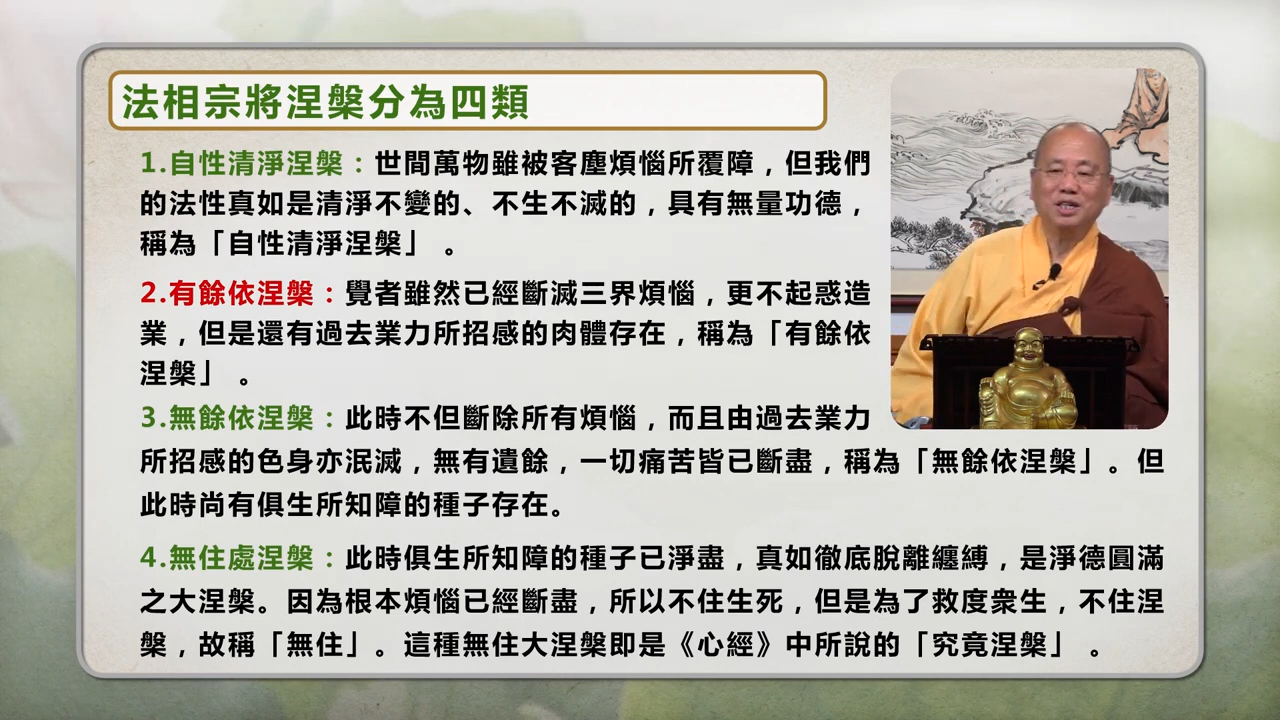 法相宗將涅槃分為四類
1.自性清淨涅槃：世間萬物雖被客塵煩惱所覆障，但我們
的法性真如是清淨不變的、不生不滅的，具有無量功德，
稱為「自性清淨涅槃」 。
2.有餘依涅槃：覺者雖然已經斷滅三界煩惱，更不起惑造
業，但是還有過去業力所招感的肉體存在，稱為「有餘依
涅槃」 。
3.無餘依涅槃：此時不但斷除所有煩惱，而且由過去業力
所招感的色身亦泯滅，無有遺餘，一切痛苦皆已斷盡，稱為「無餘依涅槃」。但
此時尚有俱生所知障的種子存在。
4.無住處涅槃：此時俱生所知障的種子已淨盡，真如徹底脫離纏縛，是淨德圓滿
之大涅槃。因為根本煩惱已經斷盡，所以不住生死，但是為了救度衆生，不住涅
槃，故稱「無住」。這種無住大涅槃即是《心經》中所說的「究竟涅槃」 。